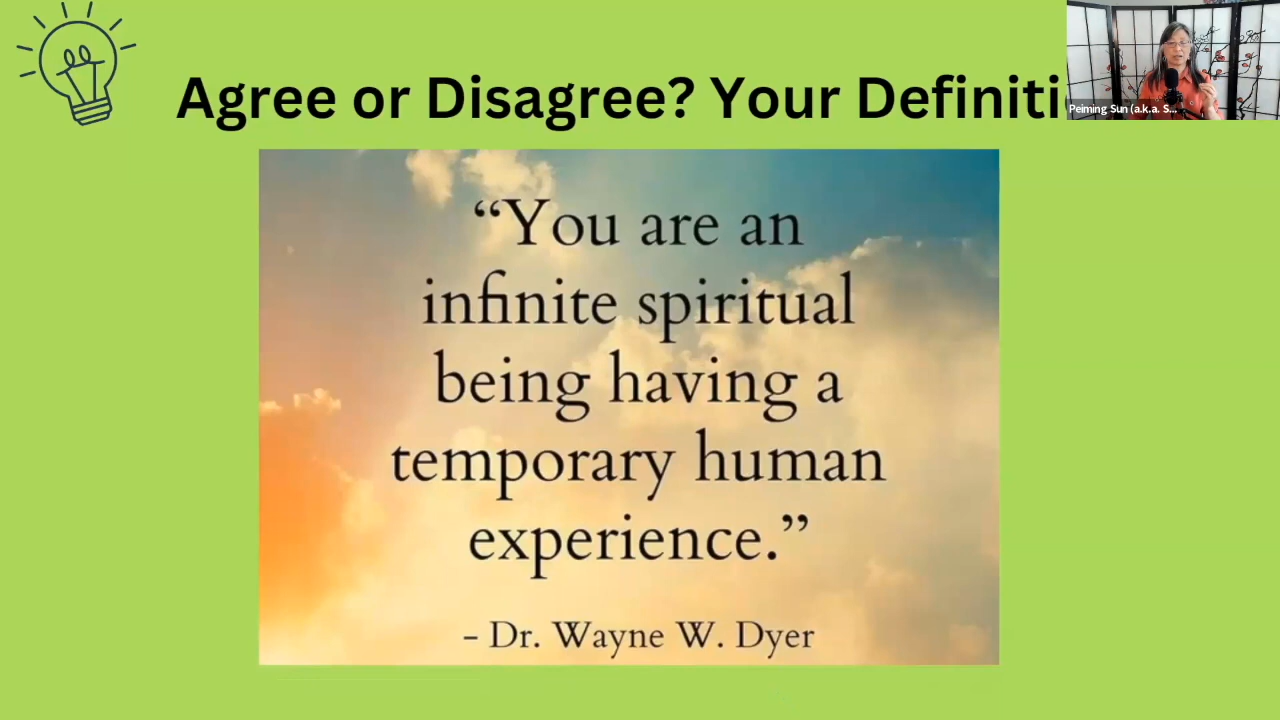 Agree or Disagree? Your Definiti
Peiming Sun (a.k.a. S...
“You are an
infinite spiritual
being having a
temporary human
experience.”
- Dr. Wayne W. Dyer